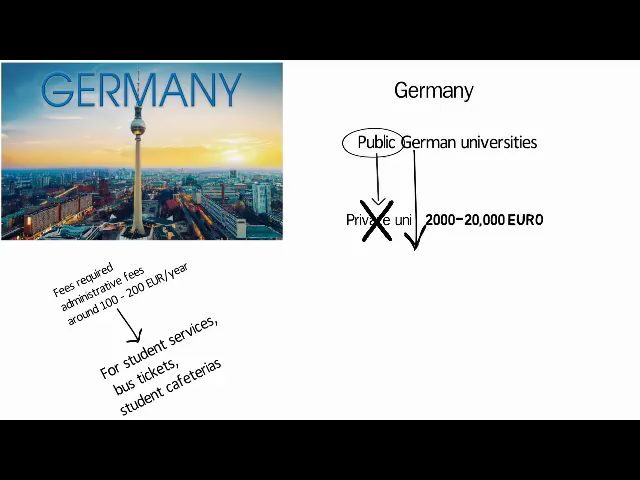 GERMANY
Germany
Public German universities
Private uni 2000-20,000 EURO
Fees required
administrative fees
around 100 - 200 EUR/year
For student services,
bus tickets,
student cafeterias